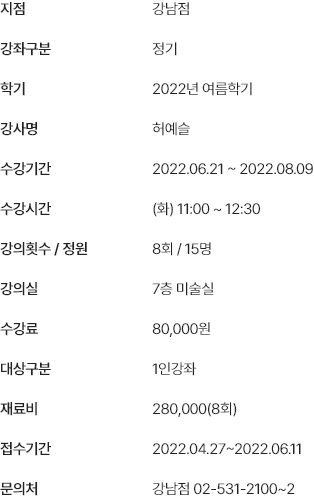 지점 강남점
강좌구분 정기
학기 2022년 여름학기
강사명 허예슬
수강기간 2022.06.21 ~ 2022.08.09
수강시간 (화) 11:00 ~ 12:30
강의횟수 / 정원 8회 / 15명
강의실 7층 미술실
수강료 80,000원
대상구분 1인강좌
재료비 280,000(8회)
접수기간 2022.04.27~2022.06.11
문의처 강남점 02-531-2100~2